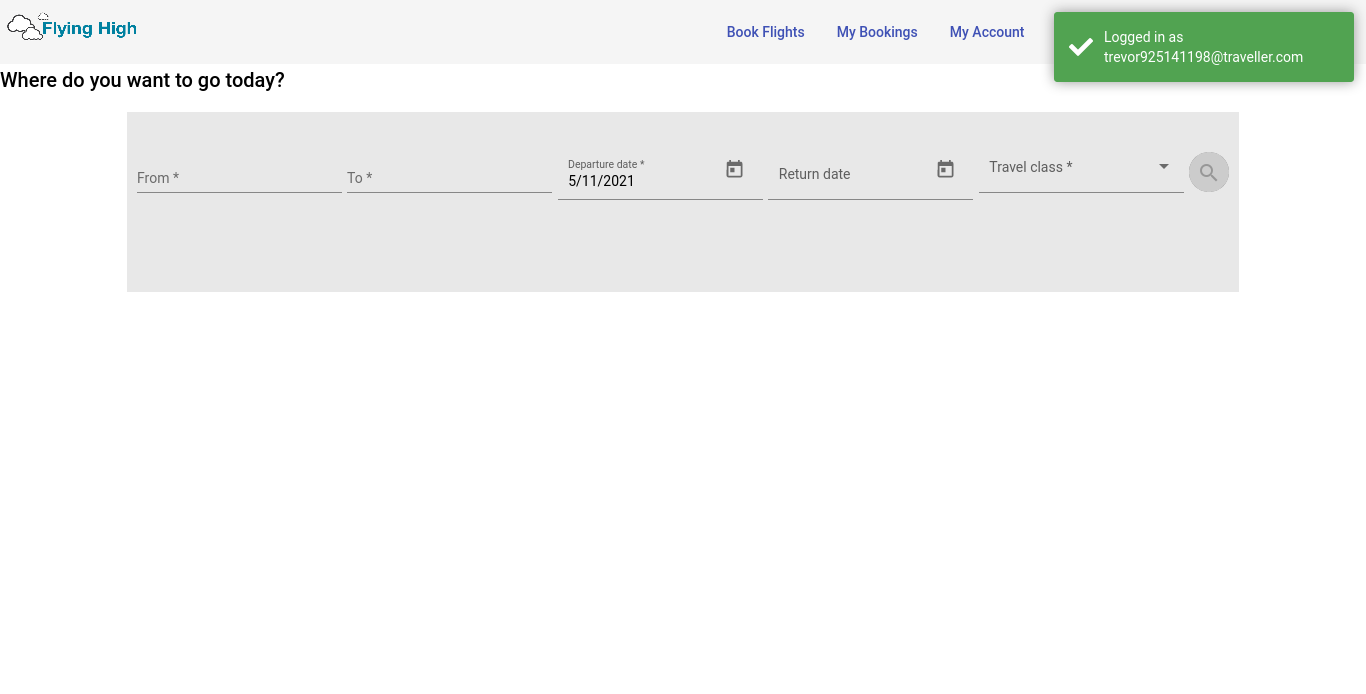 Flying High
Book Flights
My Bookings
My Account
Logged in as
trevor925141198@traveller.com
Where do you want to go today?
From *
To *
Departure date *
5/11/2021
Return date
Travel class *